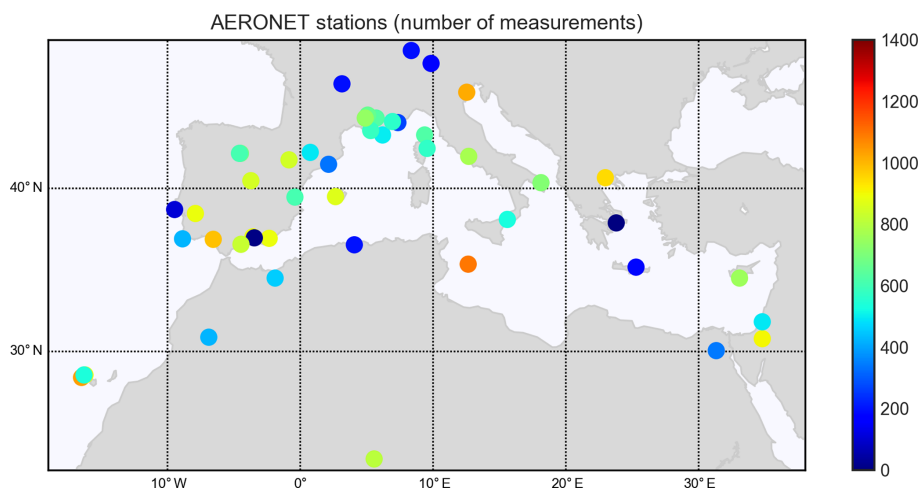 AERONET stations (number of measurements)
1400
1200
1000
800
600
400
200
0
40° N
30° N
10° W
0°
10° E
20° E
30° E